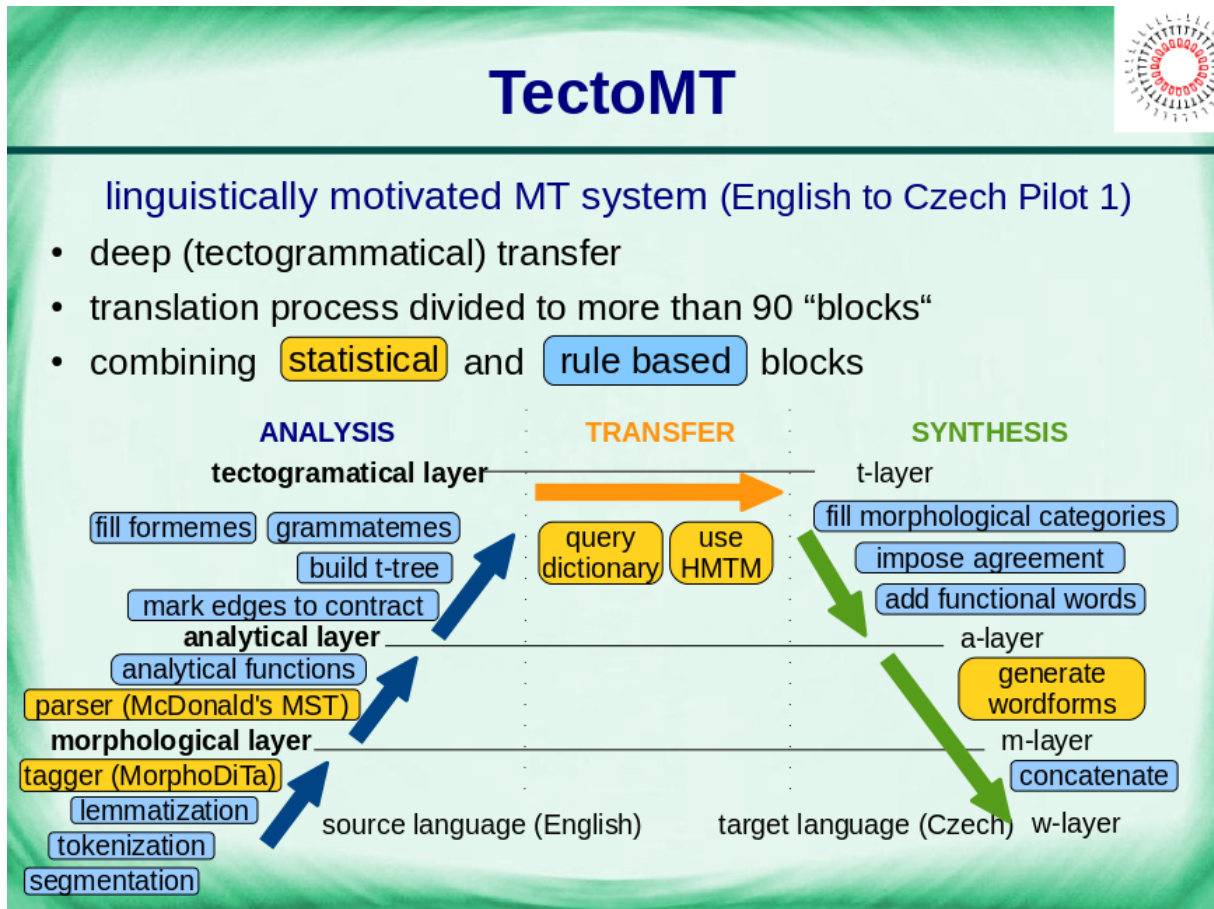 TectoMT
linguistically motivated MT system (English to Czech Pilot 1)
• deep (tectogrammatical) transfer
• translation process divided to more than 90 “blocks“
• combining statistical and rule based blocks
ANALYSIS
TRANSFER
SYNTHESIS
tectogramatical layer
t-layer
fill formemes
grammatemes
build t-tree
mark edges to contract
query
dictionary
use
HMTM
fill morphological categories
impose agreement
add functional words
analytical layer
a-layer
analytical functions
parser (McDonald's MST)
generate
wordforms
morphological layer
m-layer
tagger (MorphoDiTa)
lemmatization
tokenization
segmentation
concatenate
source language (English)
target language (Czech)
w-layer